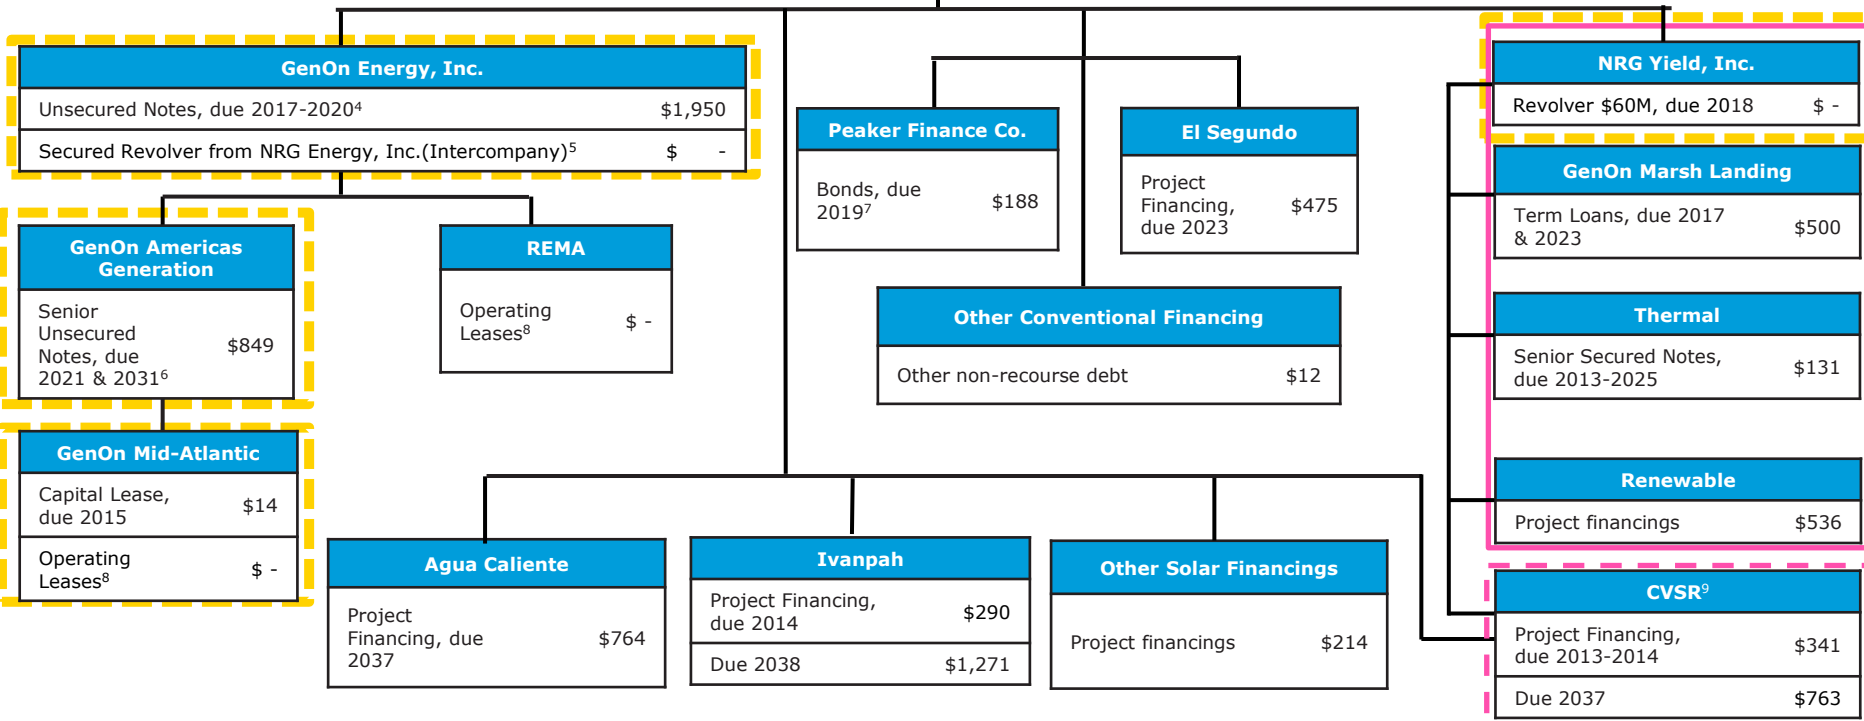 GenOn Energy, Inc.
Unsecured Notes, due 2017-2020⁴ $1,950
Secured Revolver from NRG Energy, Inc.(Intercompany)⁵ $ -
GenOn Americas
Generation
Senior
Unsecured
Notes, due
2021 & 2031⁶
$849
REMA
Operating
Leases⁸
$ -
GenOn Mid-Atlantic
Capital Lease,
due 2015
$14
Operating
Leases⁸
$ -
Peaker Finance Co.
Bonds, due
2019⁷
$188
El Segundo
Project
Financing,
due 2023
$475
Other Conventional Financing
Other non-recourse debt $12
Agua Caliente
Project
Financing, due
2037
$764
Ivanpah
Project Financing,
due 2014
$290
Due 2038 $1,271
Other Solar Financings
Project financings $214
NRG Yield, Inc.
Revolver $60M, due 2018 $ -
GenOn Marsh Landing
Term Loans, due 2017
& 2023
$500
Thermal
Senior Secured Notes,
due 2013-2025
$131
Renewable
Project financings $536
CVSR⁹
Project Financing,
due 2013-2014
$341
Due 2037 $763